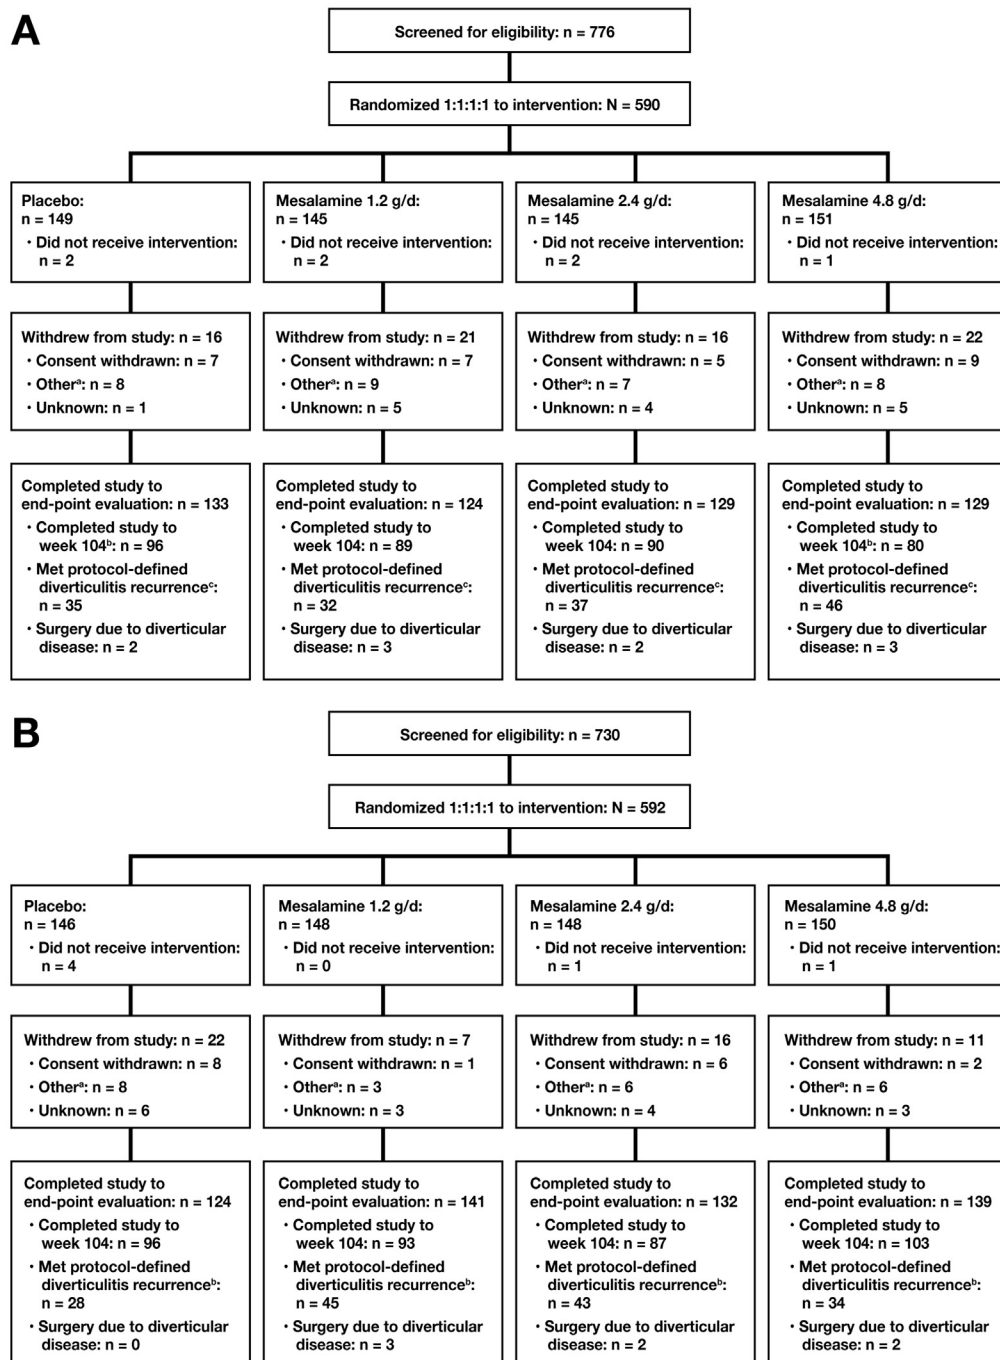 A
Screened for eligibility: n = 776
Randomized 1:1:1:1 to intervention: N = 590
Placebo:
n = 149
· Did not receive intervention:
n = 2
Mesalamine 1.2 g/d:
n = 145
· Did not receive intervention:
n = 2
Mesalamine 2.4 g/d:
n = 145
· Did not receive intervention:
n = 2
Mesalamine 4.8 g/d:
n = 151
· Did not receive intervention:
n = 1
Withdrew from study: n = 16
· Consent withdrawn: n = 7
· Otherᵃ: n = 8
· Unknown: n = 1
Withdrew from study: n = 21
· Consent withdrawn: n = 7
· Otherᵃ: n = 9
· Unknown: n = 5
Withdrew from study: n = 16
· Consent withdrawn: n = 5
· Otherᵃ: n = 7
· Unknown: n = 4
Withdrew from study: n = 22
· Consent withdrawn: n = 9
· Otherᵃ: n = 8
· Unknown: n = 5
Completed study to
end-point evaluation: n = 133
· Completed study to
week 104ᵇ: n = 96
· Met protocol-defined
diverticulitis recurrenceᶜ:
n = 35
· Surgery due to diverticular
disease: n = 2
Completed study to
end-point evaluation: n = 124
· Completed study to
week 104: n = 89
· Met protocol-defined
diverticulitis recurrenceᶜ:
n = 32
· Surgery due to diverticular
disease: n = 3
Completed study to
end-point evaluation: n = 129
· Completed study to
week 104: n = 90
· Met protocol-defined
diverticulitis recurrenceᶜ:
n = 37
· Surgery due to diverticular
disease: n = 2
Completed study to
end-point evaluation: n = 129
· Completed study to
week 104ᵇ: n = 80
· Met protocol-defined
diverticulitis recurrenceᶜ:
n = 46
· Surgery due to diverticular
disease: n = 3
B
Screened for eligibility: n = 730
Randomized 1:1:1:1 to intervention: N = 592
Placebo:
n = 146
· Did not receive intervention:
n = 4
Mesalamine 1.2 g/d:
n = 148
· Did not receive intervention:
n = 0
Mesalamine 2.4 g/d:
n = 148
· Did not receive intervention:
n = 1
Mesalamine 4.8 g/d:
n = 150
· Did not receive intervention:
n = 1
Withdrew from study: n = 22
· Consent withdrawn: n = 8
· Otherᵃ: n = 8
· Unknown: n = 6
Withdrew from study: n = 7
· Consent withdrawn: n = 1
· Otherᵃ: n = 3
· Unknown: n = 3
Withdrew from study: n = 16
· Consent withdrawn: n = 6
· Otherᵃ: n = 6
· Unknown: n = 4
Withdrew from study: n = 11
· Consent withdrawn: n = 2
· Otherᵃ: n = 6
· Unknown: n = 3
Completed study to
end-point evaluation: n = 124
· Completed study to
week 104: n = 96
· Met protocol-defined
diverticulitis recurrenceᵇ:
n = 28
· Surgery due to diverticular
disease: n = 0
Completed study to
end-point evaluation: n = 141
· Completed study to
week 104: n = 93
· Met protocol-defined
diverticulitis recurrenceᵇ:
n = 45
· Surgery due to diverticular
disease: n = 3
Completed study to
end-point evaluation: n = 132
· Completed study to
week 104: n = 87
· Met protocol-defined
diverticulitis recurrenceᵇ:
n = 43
· Surgery due to diverticular
disease: n = 2
Completed study to
end-point evaluation: n = 139
· Completed study to
week 104: n = 103
· Met protocol-defined
diverticulitis recurrenceᵇ:
n = 34
· Surgery due to diverticular
disease: n = 2